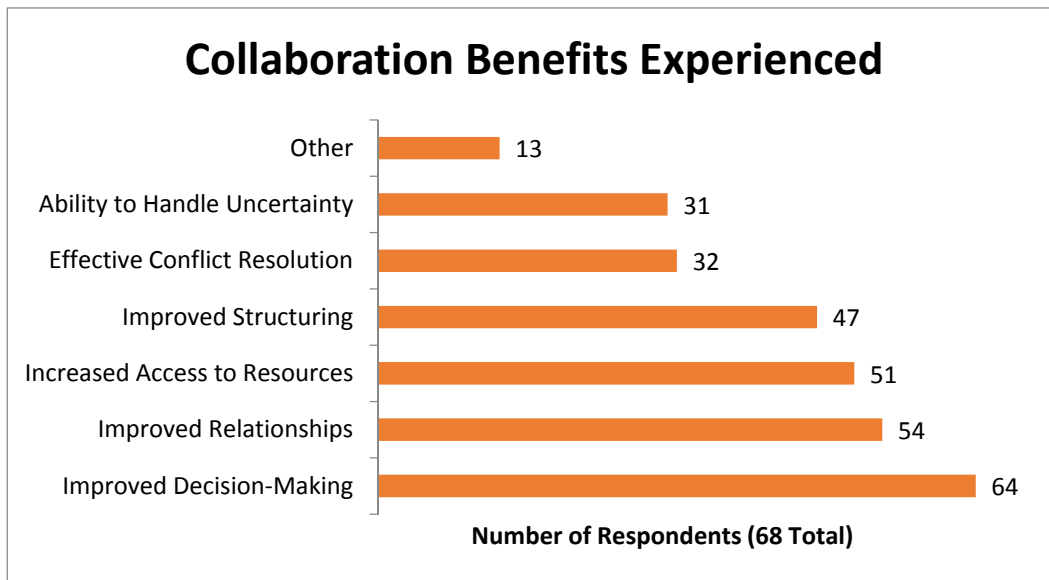 Collaboration Benefits Experienced
Other 13
Ability to Handle Uncertainty 31
Effective Conflict Resolution 32
Improved Structuring 47
Increased Access to Resources 51
Improved Relationships 54
Improved Decision-Making 64
Number of Respondents (68 Total)